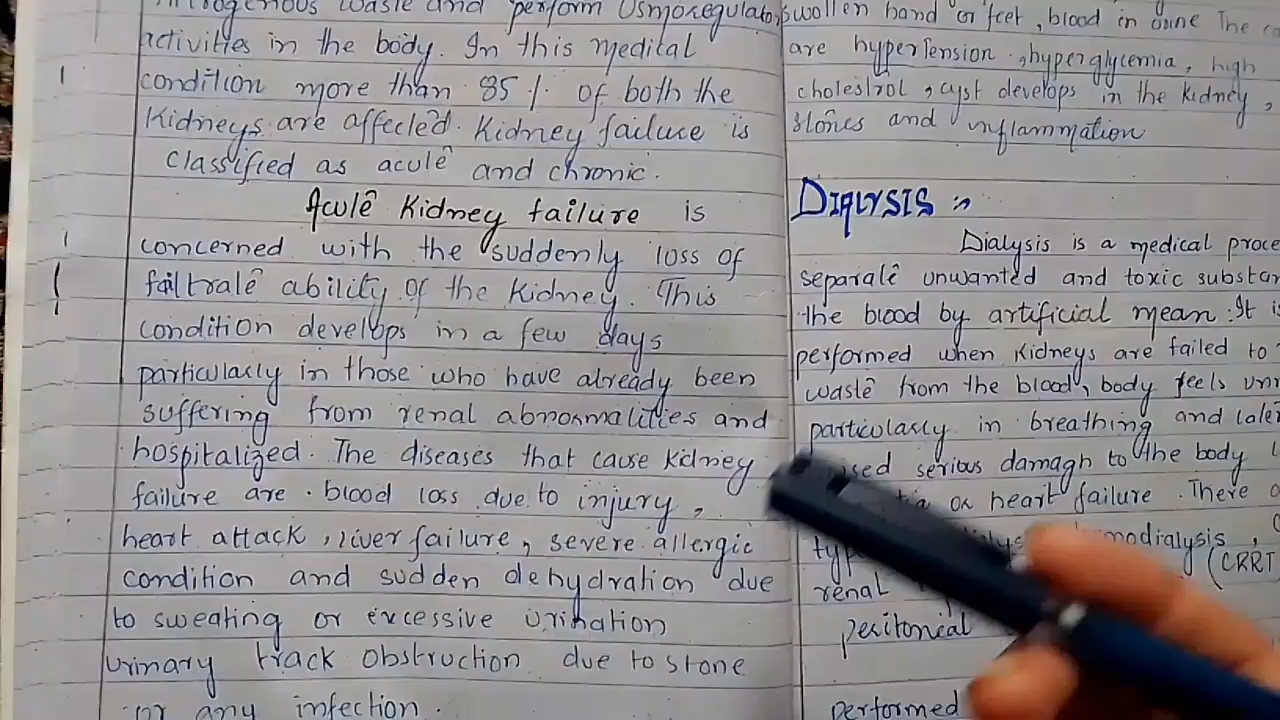 waste and perform Osmoregulatory
activities in the body. In this medical
condition more than 85 % of both the
Kidneys are affected. Kidney failure is
classified as acute and chronic.
Acute Kidney failure is
concerned with the suddenly loss of
failtrate ability of the Kidney. This
condition develops in a few days
particularly in those who have already been
suffering from renal abnormalities and
hospitalized. The diseases that cause Kidney
failure are blood loss due to injury,
heart attack, liver failure, severe allergic
condition and sudden dehydration due
to sweating or excessive urination
urinary track obstruction due to stone
or any infection.
swollen hand or feet, blood in urine The
are hypertension, hyperglycemia, high
cholestrol, cyst develops in the kidney,
stones and inflammation
DIALYSIS :-
Dialysis is a medical
separate unwanted and toxic
the blood by artificial mean. It is
performed when Kidneys are failed to
waste from the blood, body feels
particularly in breathing and
serious damagh to the body
or heart failure. There
renal (CRRT
peritonical
performed